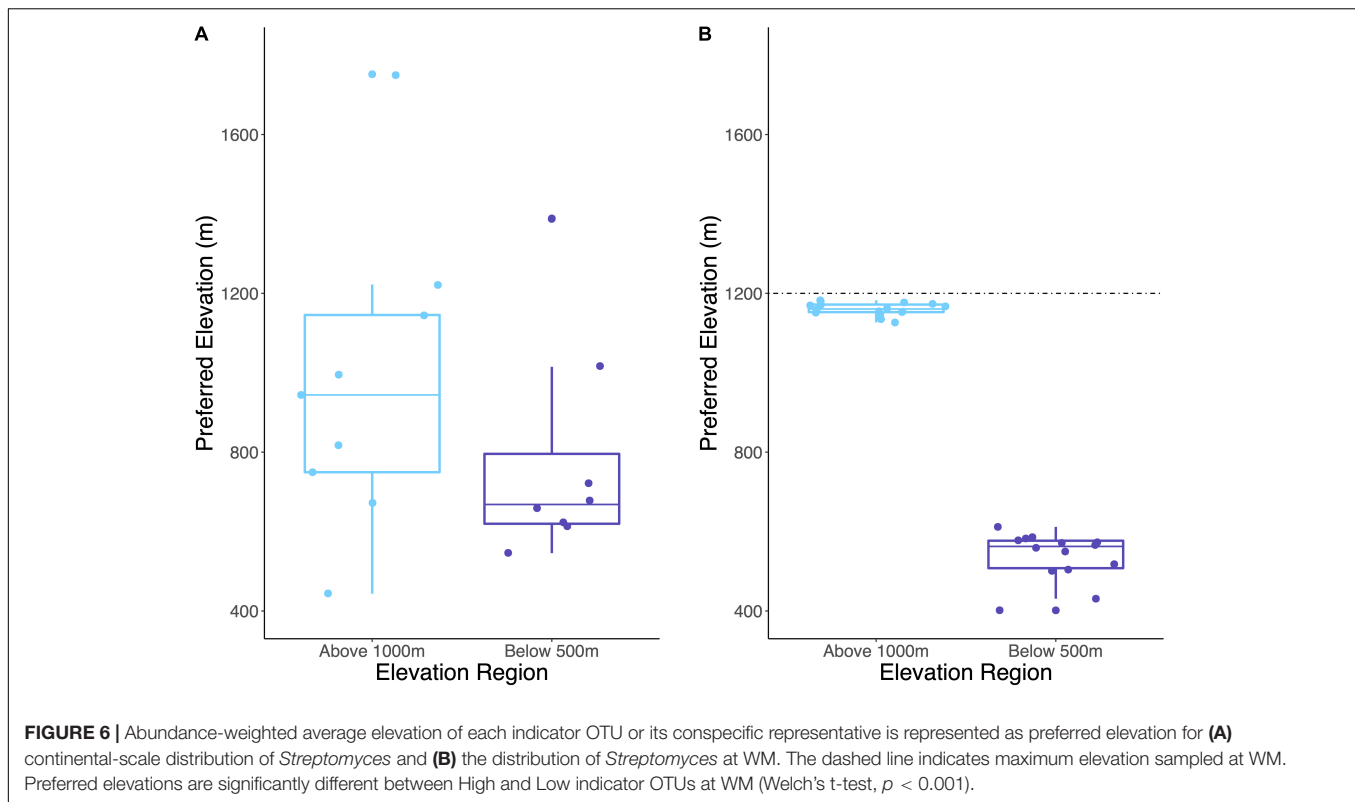 A
Preferred Elevation (m)
1600
1200
800
400
Above 1000m
Below 500m
Elevation Region
B
Preferred Elevation (m)
1600
1200
800
400
Above 1000m
Below 500m
Elevation Region
FIGURE 6 | Abundance-weighted average elevation of each indicator OTU or its conspecific representative is represented as preferred elevation for (A)
continental-scale distribution of Streptomyces and (B) the distribution of Streptomyces at WM. The dashed line indicates maximum elevation sampled at WM.
Preferred elevations are significantly different between High and Low indicator OTUs at WM (Welch's t-test, p < 0.001).